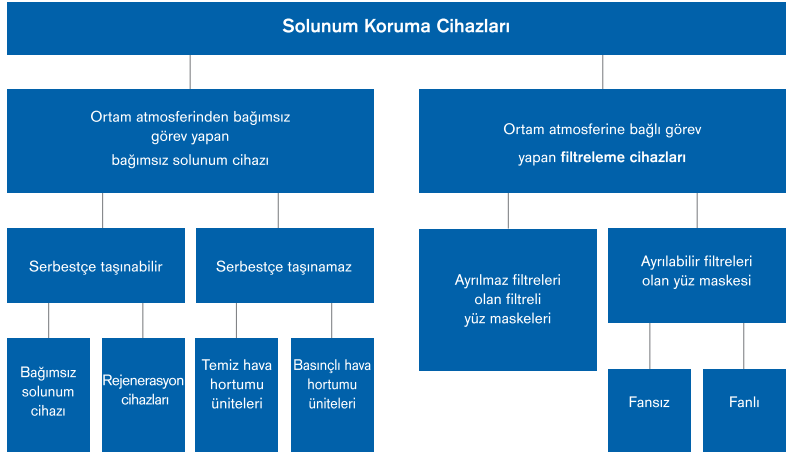 Solunum Koruma Cihazları
Ortam atmosferinden bağımsız
görev yapan
bağımsız solunum cihazı
Ortam atmosferine bağlı görev
yapan filtreleme cihazları
Serbestçe taşınabilir
Serbestçe taşınamaz
Ayrılmaz filtreleri
olan filtreli
yüz maskeleri
Ayrılabilir filtreleri
olan yüz maskesi
Bağımsız
solunum
cihazı
Rejenerasyon
cihazları
Temiz hava
hortumu
üniteleri
Basınçlı hava
hortumu
üniteleri
Fansız
Fanlı